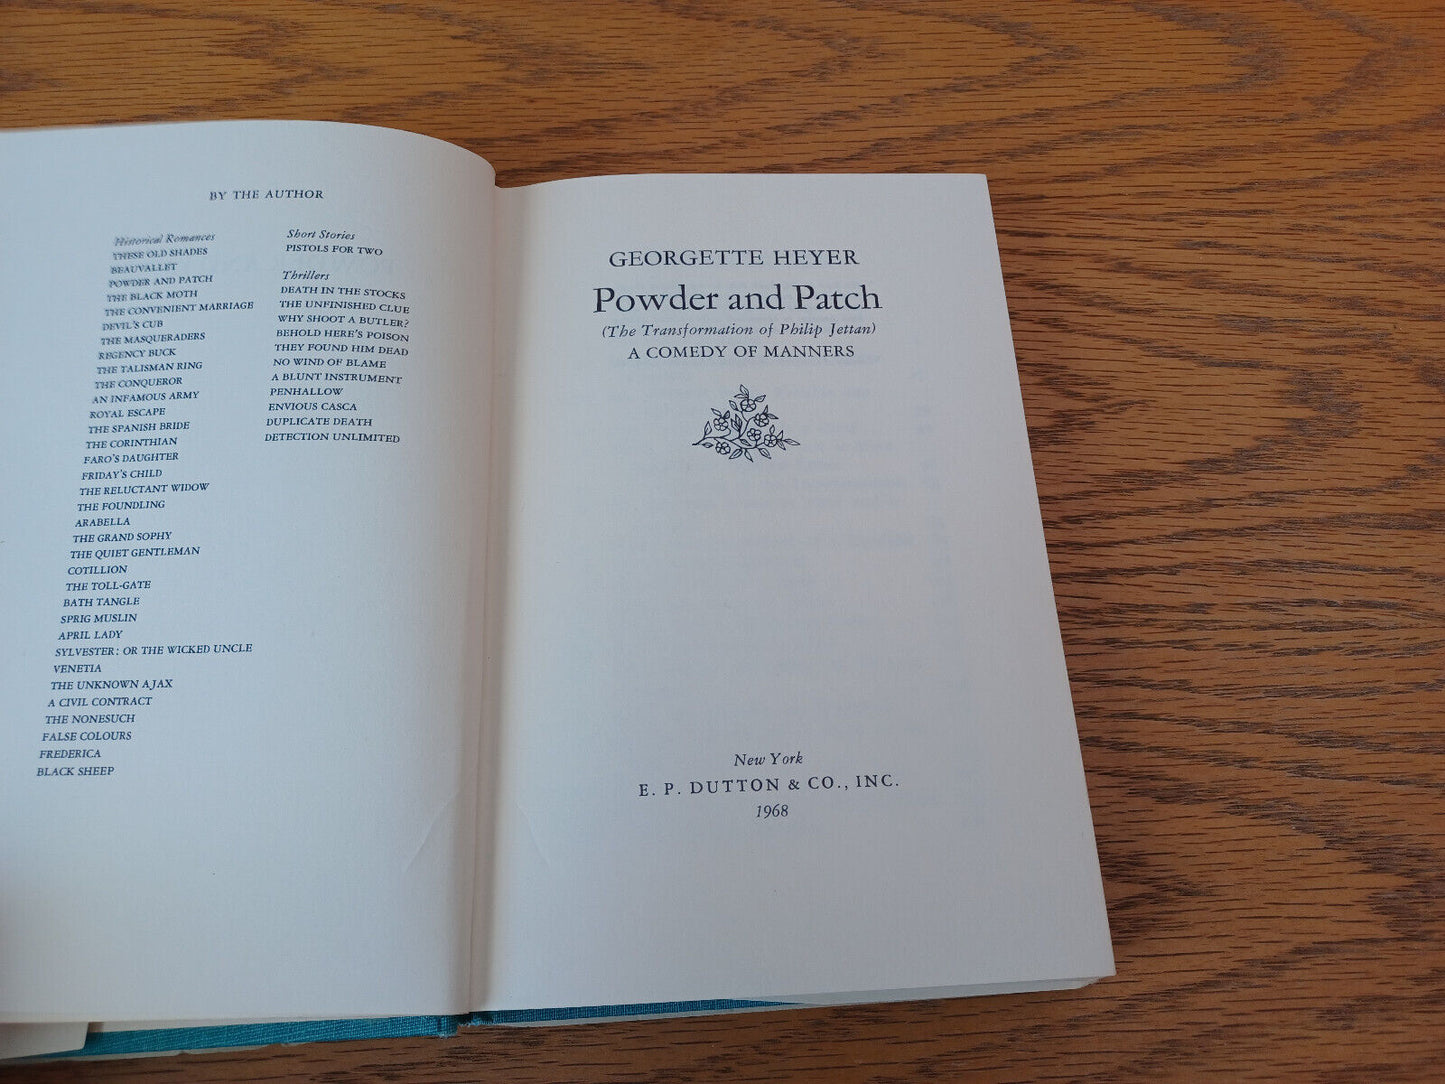 BY THE AUTHOR
Historical Romances
THESE OLD SHADES
BEAUVALLET
POWDER AND PATCH
THE BLACK MOTH
THE CONVENIENT MARRIAGE
DEVIL'S CUB
THE MASQUERADERS
REGENCY BUCK
THE TALISMAN RING
THE CONQUEROR
AN INFAMOUS ARMY
ROYAL ESCAPE
THE SPANISH BRIDE
THE CORINTHIAN
FARO'S DAUGHTER
FRIDAY'S CHILD
THE RELUCTANT WIDOW
THE FOUNDLING
ARABELLA
THE GRAND SOPHY
THE QUIET GENTLEMAN
COTILLION
THE TOLL-GATE
BATH TANGLE
SPRIG MUSLIN
APRIL LADY
SYLVESTER: OR THE WICKED UNCLE
VENETIA
THE UNKNOWN AJAX
A CIVIL CONTRACT
THE NONESUCH
FALSE COLOURS
FREDERICA
BLACK SHEEP
Short Stories
PISTOLS FOR TWO
Thrillers
DEATH IN THE STOCKS
THE UNFINISHED CLUE
WHY SHOOT A BUTLER?
BEHOLD HERE'S POISON
THEY FOUND HIM DEAD
NO WIND OF BLAME
A BLUNT INSTRUMENT
PENHALLOW
ENVIOUS CASCA
DUPLICATE DEATH
DETECTION UNLIMITED
GEORGETTE HEYER
Powder and Patch
(The Transformation of Philip Jettan)
A COMEDY OF MANNERS
New York
E. P. DUTTON & CO., INC.
1968